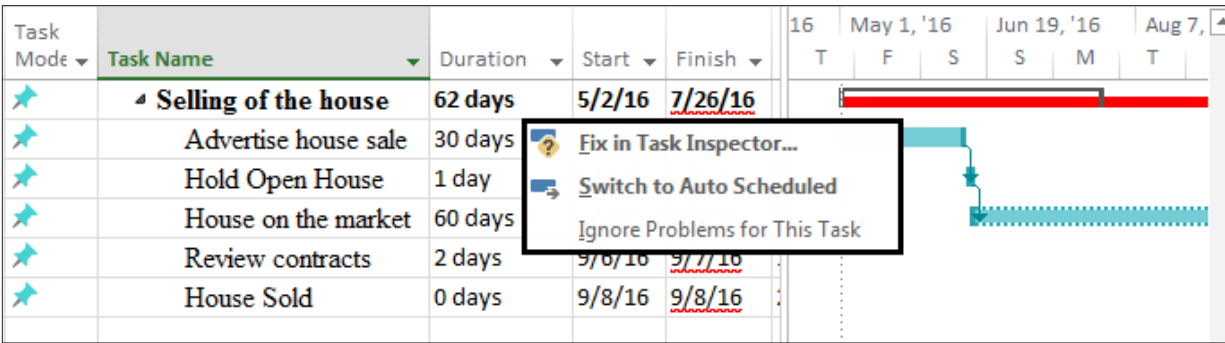 Task Mode Task Name Duration Start Finish
16 May 1, '16 Jun 19, '16 Aug 7,
T F S S M T
Selling of the house 62 days 5/2/16 7/26/16
Advertise house sale 30 days
Hold Open House 1 day
House on the market 60 days
Review contracts 2 days 9/6/16 9/7/16
House Sold 0 days 9/8/16 9/8/16
Fix in Task Inspector...
Switch to Auto Scheduled
Ignore Problems for This Task